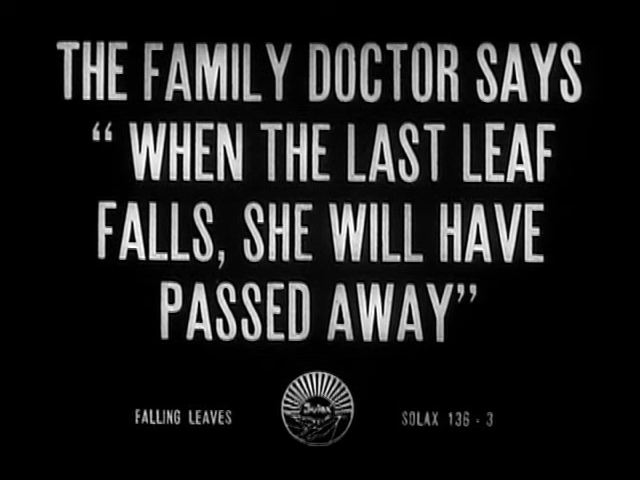 THE FAMILY DOCTOR SAYS
“ WHEN THE LAST LEAF
FALLS, SHE WILL HAVE
PASSED AWAY”
Solax
FALLING LEAVES
SOLAX 136 - 3